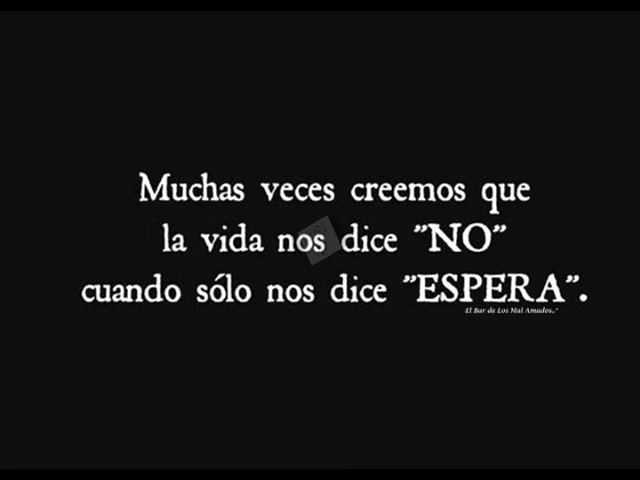 Muchas veces creemos que
la vida nos dice "NO"
cuando sólo nos dice "ESPERA".
El Bar de Los Mal Amados.."